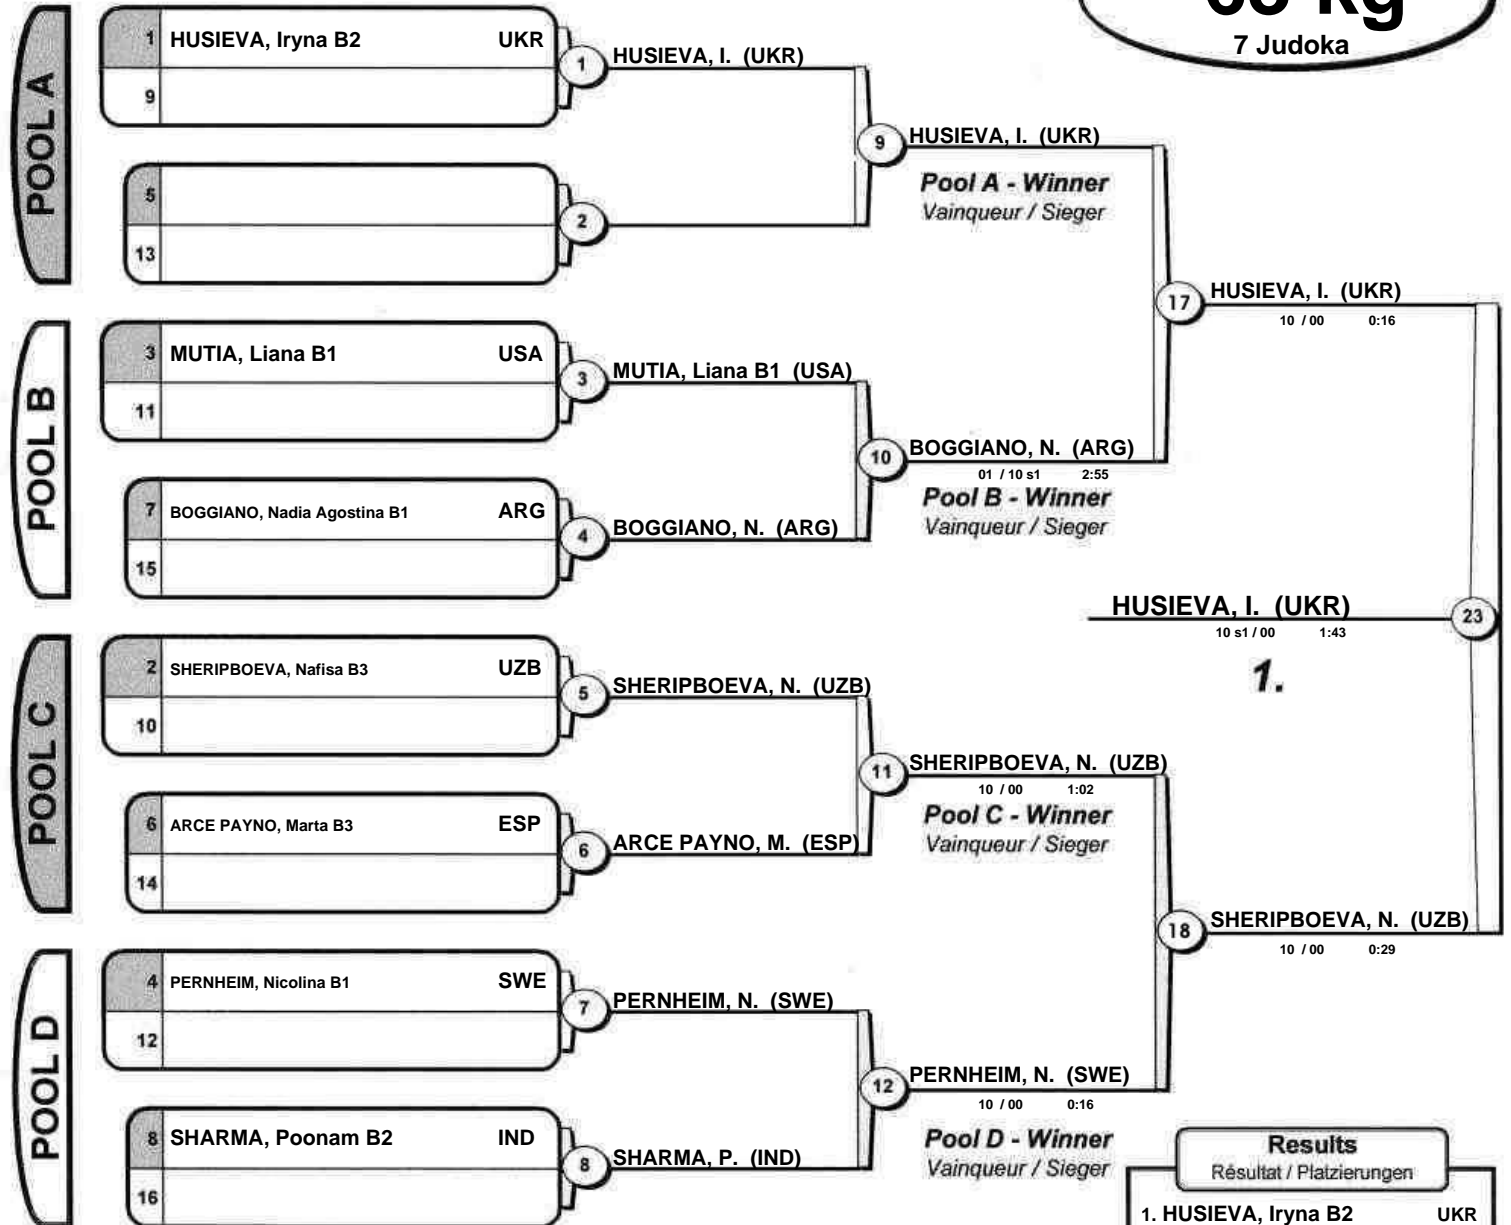 7 Judoka
POOL A
1 HUSIEVA, Iryna B2 UKR
9
1
HUSIEVA, I. (UKR)
5
13
2
9
HUSIEVA, I. (UKR)
Pool A - Winner
Vainqueur / Sieger
POOL B
3 MUTIA, Liana B1 USA
11
3
MUTIA, Liana B1 (USA)
7 BOGGIANO, Nadia Agostina B1 ARG
15
4
BOGGIANO, N. (ARG)
10
BOGGIANO, N. (ARG)
01 / 10 s1 2:55
Pool B - Winner
Vainqueur / Sieger
17
HUSIEVA, I. (UKR)
10 / 00 0:16
POOL C
2 SHERIPBOEVA, Nafisa B3 UZB
10
5
SHERIPBOEVA, N. (UZB)
6 ARCE PAYNO, Marta B3 ESP
14
6
ARCE PAYNO, M. (ESP)
11
SHERIPBOEVA, N. (UZB)
10 / 00 1:02
Pool C - Winner
Vainqueur / Sieger
POOL D
4 PERNHEIM, Nicolina B1 SWE
12
7
PERNHEIM, N. (SWE)
8 SHARMA, Poonam B2 IND
16
8
SHARMA, P. (IND)
12
PERNHEIM, N. (SWE)
10 / 00 0:16
Pool D - Winner
Vainqueur / Sieger
18
SHERIPBOEVA, N. (UZB)
10 / 00 0:29
HUSIEVA, I. (UKR)
23
10 s1 / 00 1:43
1.
Results
Résultat / Platzierungen
1. HUSIEVA, Iryna B2 UKR